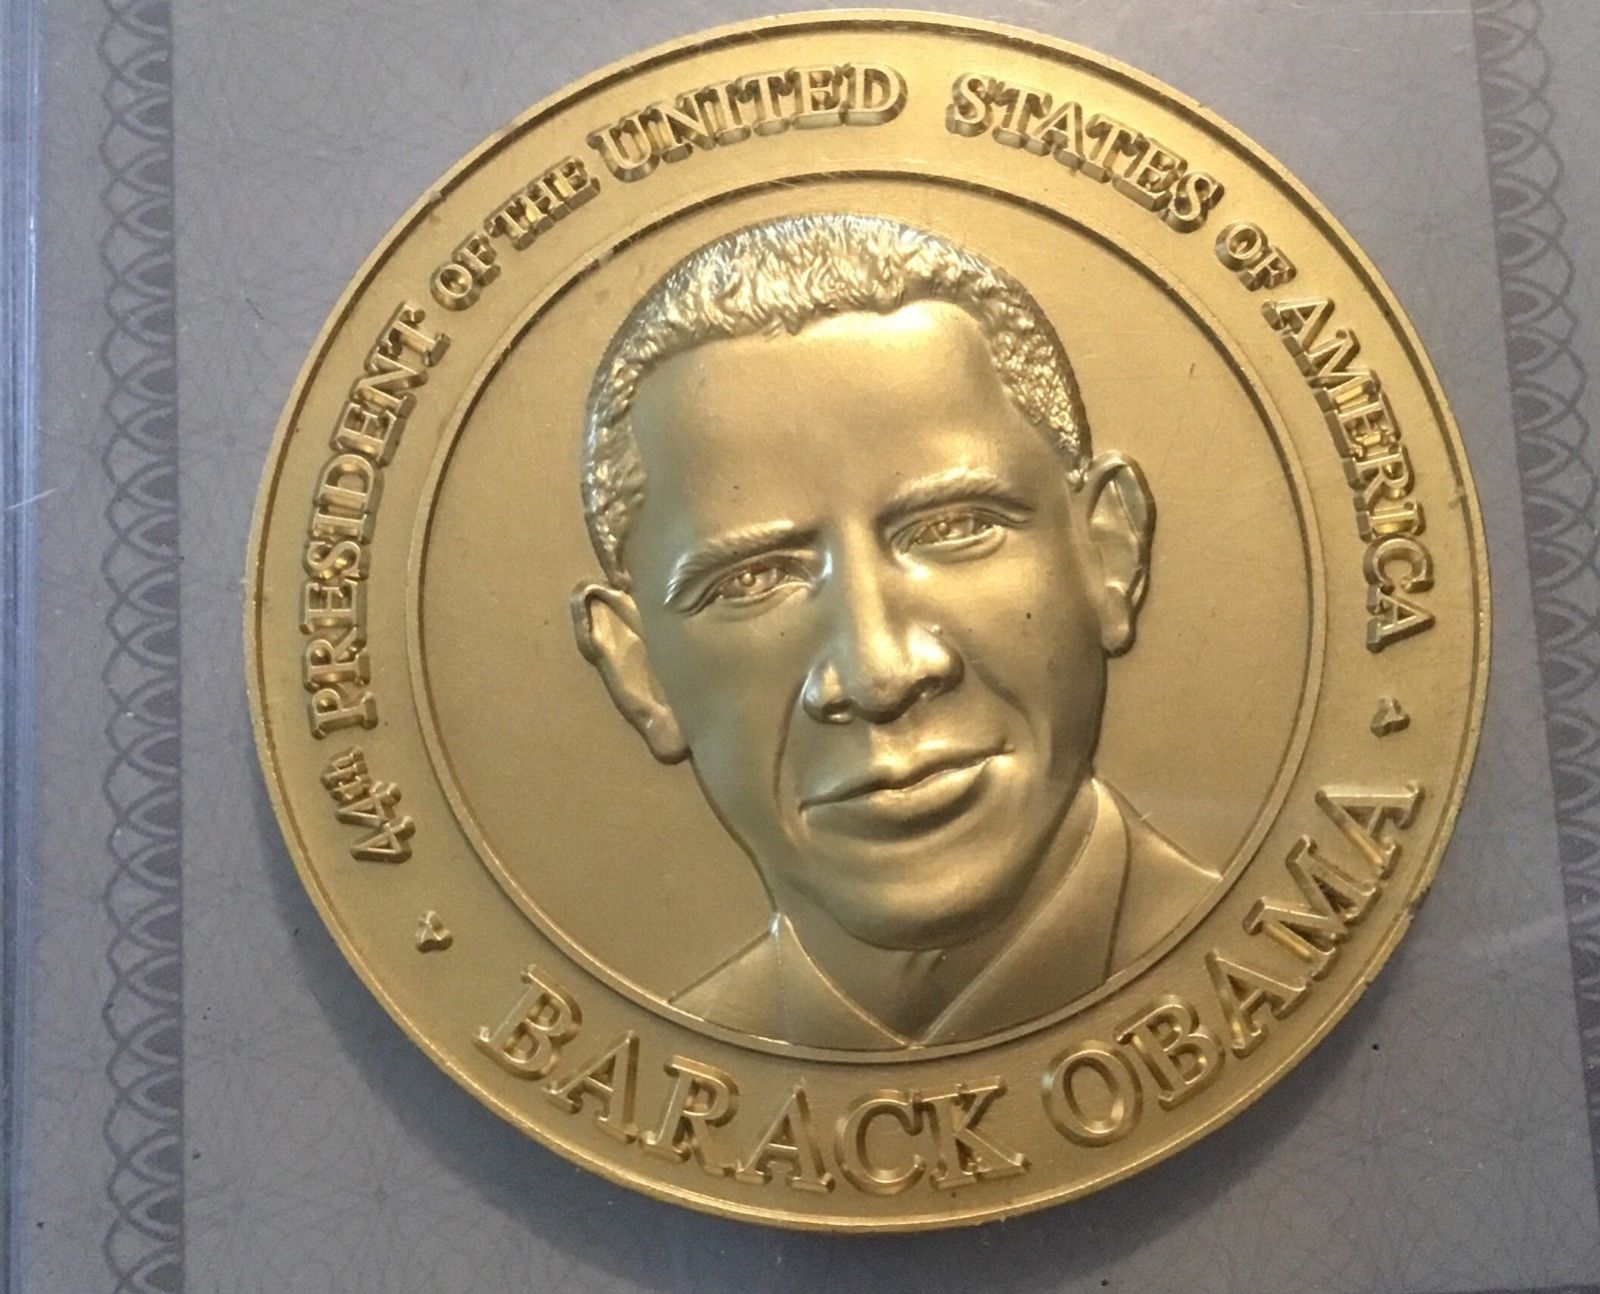 44th PRESIDENT OF THE UNITED STATES OF AMERICA
BARACK OBAMA